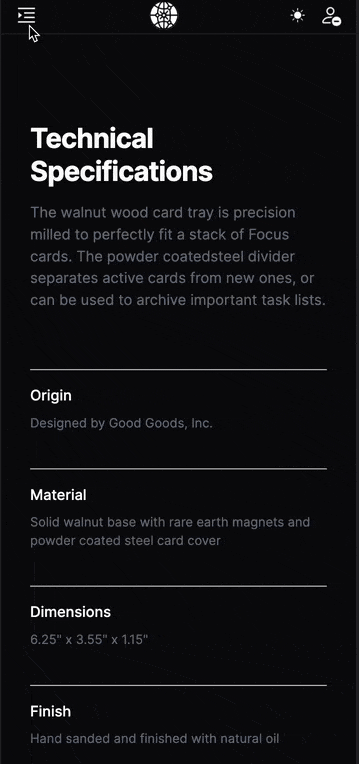 Technical
Specifications
The walnut wood card tray is precision
milled to perfectly fit a stack of Focus
cards. The powder coatedsteel divider
separates active cards from new ones, or
can be used to archive important task lists.
Origin
Designed by Good Goods, Inc.
Material
Solid walnut base with rare earth magnets and
powder coated steel card cover
Dimensions
6.25" x 3.55" x 1.15"
Finish
Hand sanded and finished with natural oil